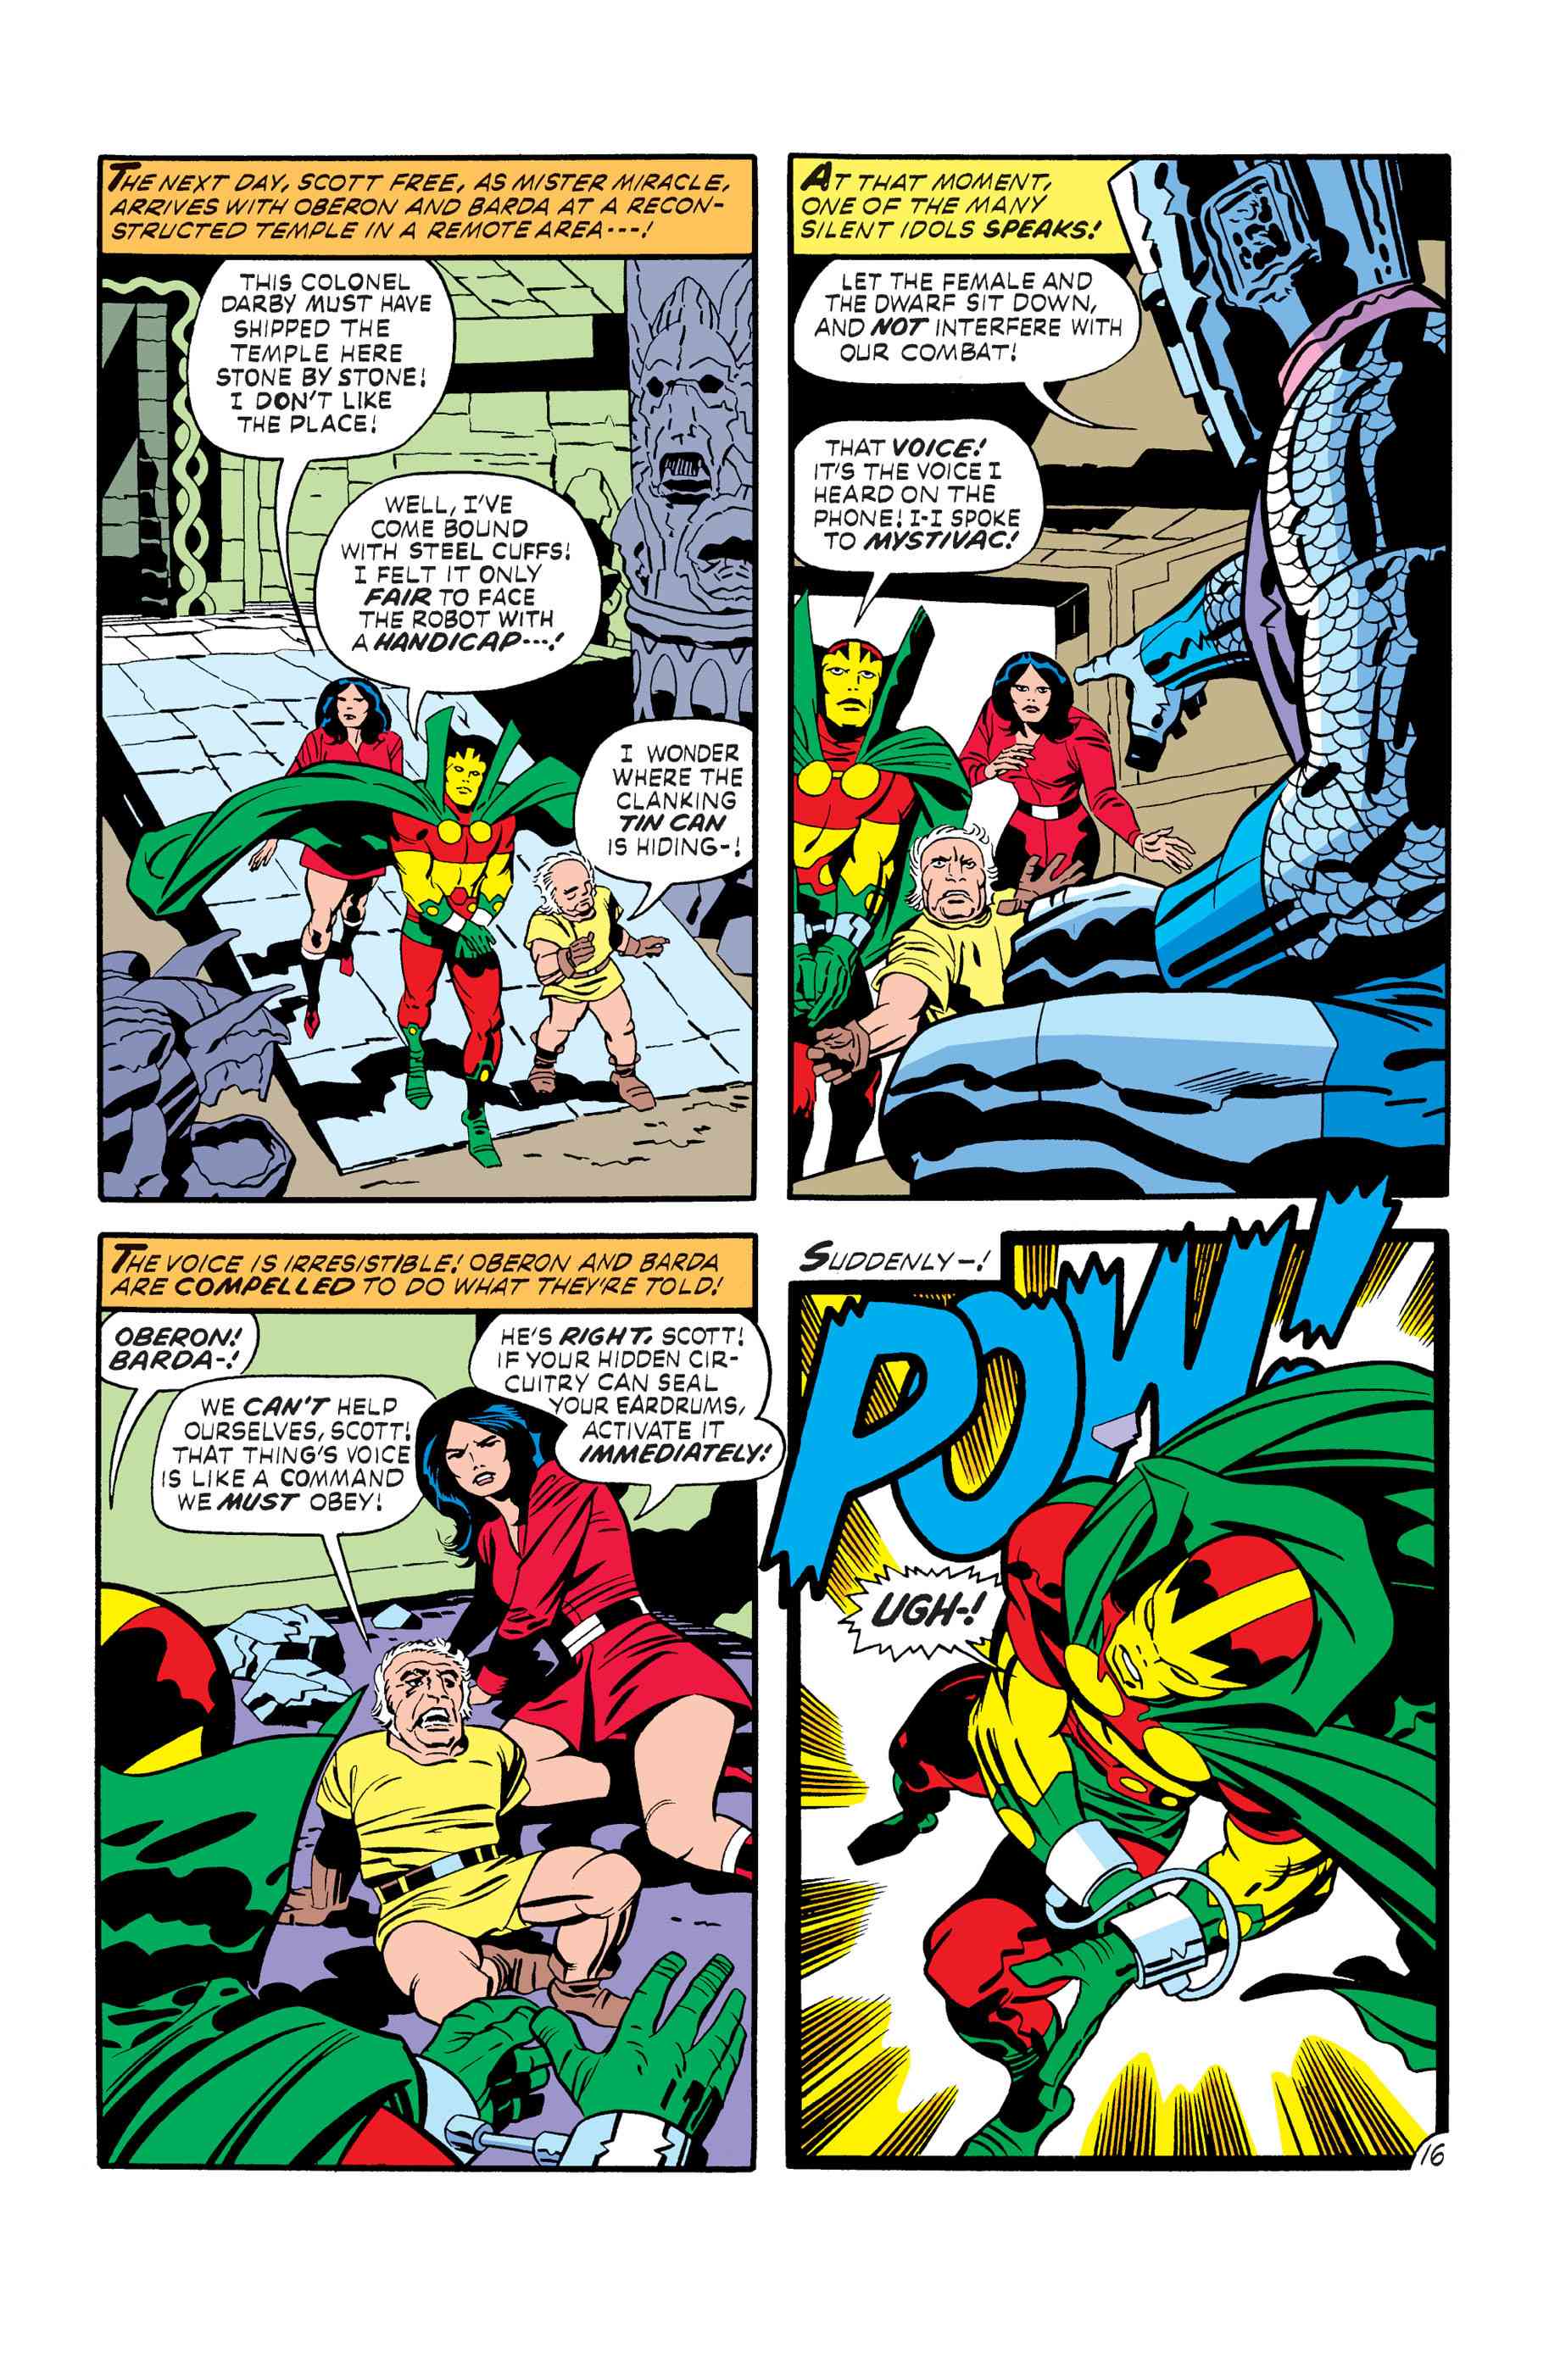 THE NEXT DAY, SCOTT FREE, AS MISTER MIRACLE,
ARRIVES WITH OBERON AND BARDA AT A RECON-
STRUCTED TEMPLE IN A REMOTE AREA---!
THIS COLONEL
DARBY MUST HAVE
SHIPPED THE
TEMPLE HERE
STONE BY STONE!
I DON'T LIKE
THE PLACE!
WELL, I'VE
COME BOUND
WITH STEEL CUFFS!
I FELT IT ONLY
FAIR TO FACE
THE ROBOT WITH
A HANDICAP---!
I WONDER
WHERE THE
CLANKING
TIN CAN
IS HIDING-!
AT THAT MOMENT,
ONE OF THE MANY
SILENT IDOLS SPEAKS!
LET THE FEMALE AND
THE DWARF SIT DOWN,
AND NOT INTERFERE WITH
OUR COMBAT!
THAT VOICE!
IT'S THE VOICE I
HEARD ON THE
PHONE! I-I SPOKE
TO MYSTIVAC!
THE VOICE IS IRRESISTIBLE! OBERON AND BARDA
ARE COMPELLED TO DO WHAT THEY'RE TOLD!
OBERON!
BARDA-!
WE CAN'T HELP
OURSELVES, SCOTT!
THAT THING'S VOICE
IS LIKE A COMMAND
WE MUST OBEY!
HE'S RIGHT, SCOTT!
IF YOUR HIDDEN CIR-
CUITRY CAN SEAL
YOUR EARDRUMS,
ACTIVATE IT
IMMEDIATELY!
SUDDENLY-!
POW!
UGH-!
16